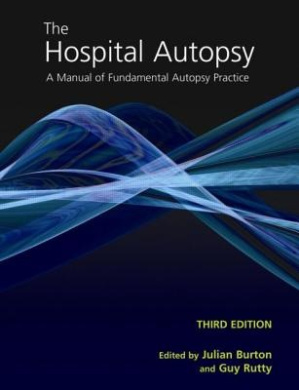 The
Hospital Autopsy
A Manual of Fundamental Autopsy Practice
THIRD EDITION
Edited by Julian Burton
and Guy Rutty